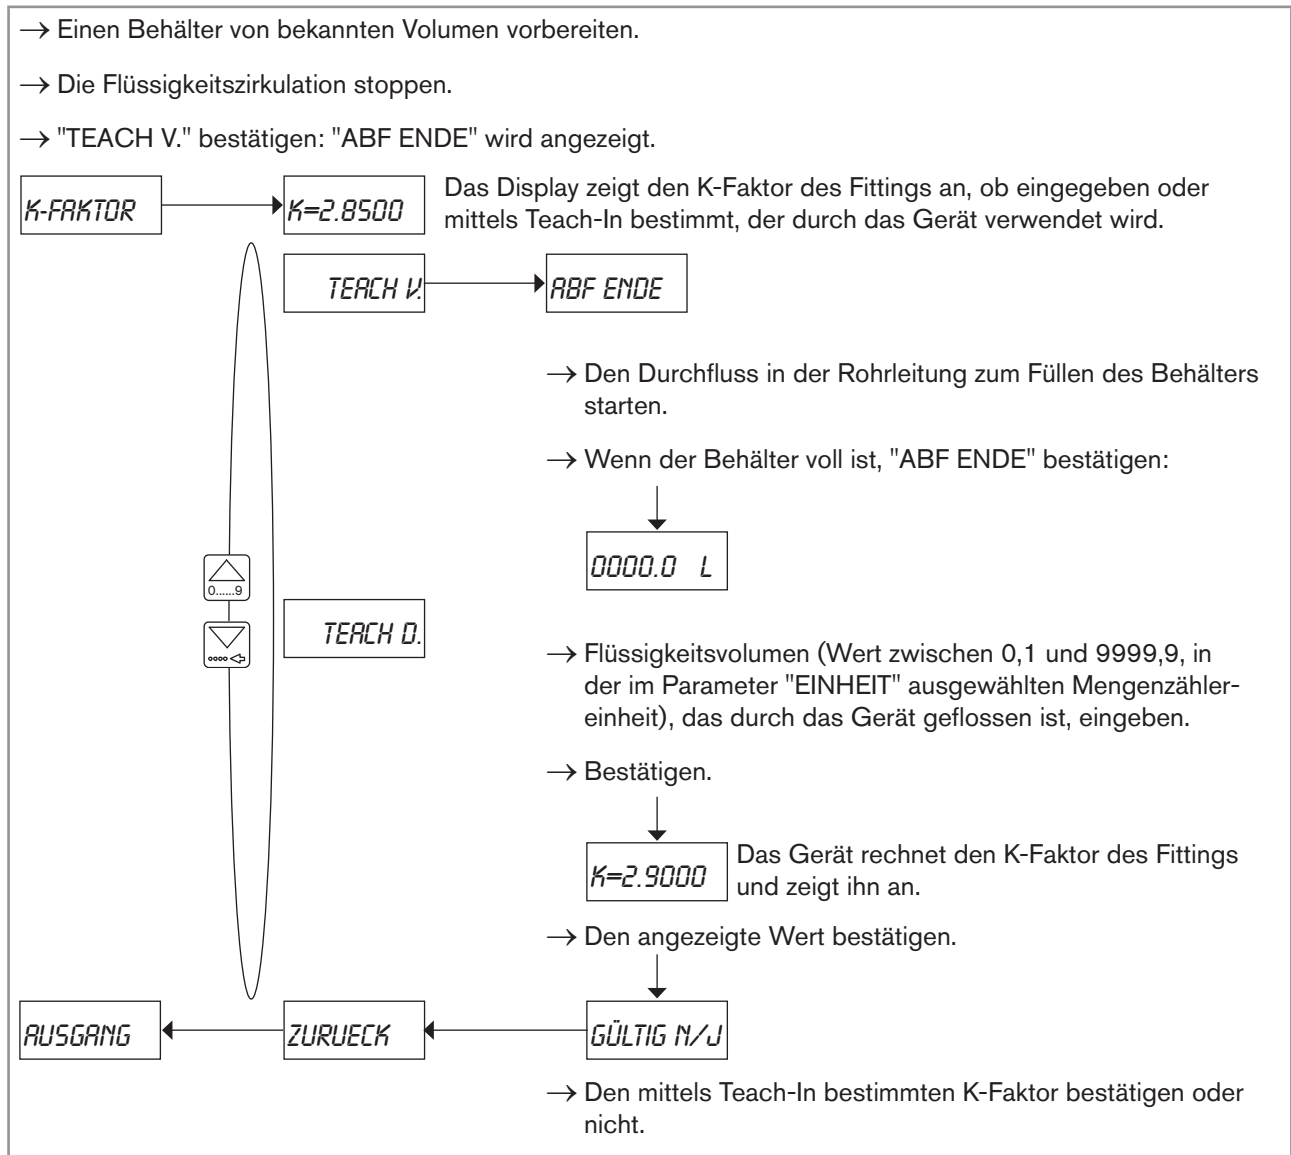 → Einen Behälter von bekannten Volumen vorbereiten.
→ Die Flüssigkeitszirkulation stoppen.
→ "TEACH V." bestätigen: "ABF ENDE" wird angezeigt.
K-FAKTOR
K=2.8500
Das Display zeigt den K-Faktor des Fittings an, ob eingegeben oder
mittels Teach-In bestimmt, der durch das Gerät verwendet wird.
TEACH V.
ABF ENDE
→ Den Durchfluss in der Rohrleitung zum Füllen des Behälters
starten.
→ Wenn der Behälter voll ist, "ABF ENDE" bestätigen:
0000.0 L
0......9
TEACH D.
→ Flüssigkeitsvolumen (Wert zwischen 0,1 und 9999,9, in
der im Parameter "EINHEIT" ausgewählten Mengenzähler-
einheit), das durch das Gerät geflossen ist, eingeben.
→ Bestätigen.
K=2.9000
Das Gerät rechnet den K-Faktor des Fittings
und zeigt ihn an.
→ Den angezeigte Wert bestätigen.
AUSGANG
ZURUECK
GÜLTIG N/J
→ Den mittels Teach-In bestimmten K-Faktor bestätigen oder
nicht.